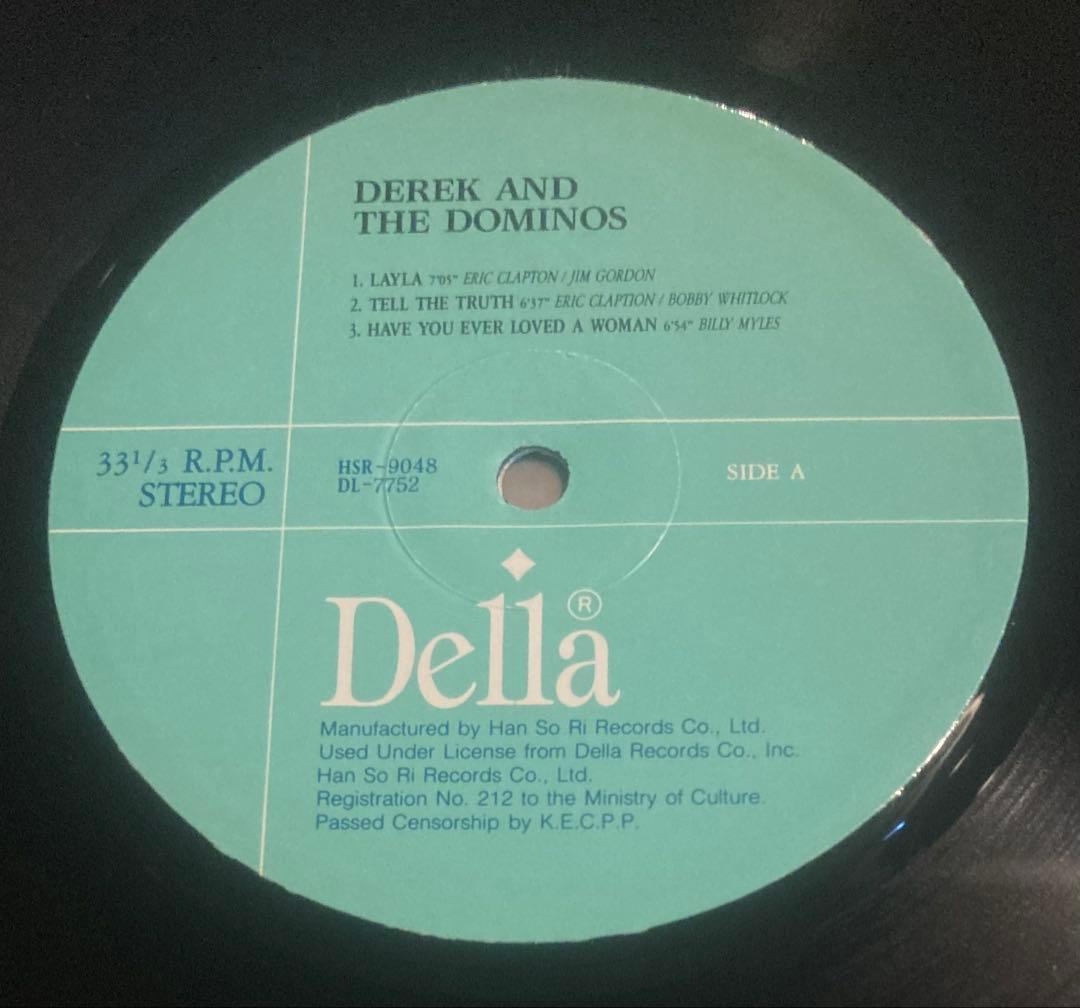 DEREK AND
THE DOMINOS
1. LAYLA 7'05" ERIC CLAPTON / JIM GORDON
2. TELL THE TRUTH 6'37" ERIC CLAPTION / BOBBY WHITLOCK
3. HAVE YOU EVER LOVED A WOMAN 6'54" BILLY MYLES
33 1/3 R.P.M.
STEREO
HSR-9048
DL-7752
SIDE A
Della ®
Manufactured by Han So Ri Records Co., Ltd.
Used Under License from Della Records Co., Inc.
Han So Ri Records Co., Ltd.
Registration No. 212 to the Ministry of Culture.
Passed Censorship by K.E.C.P.P.